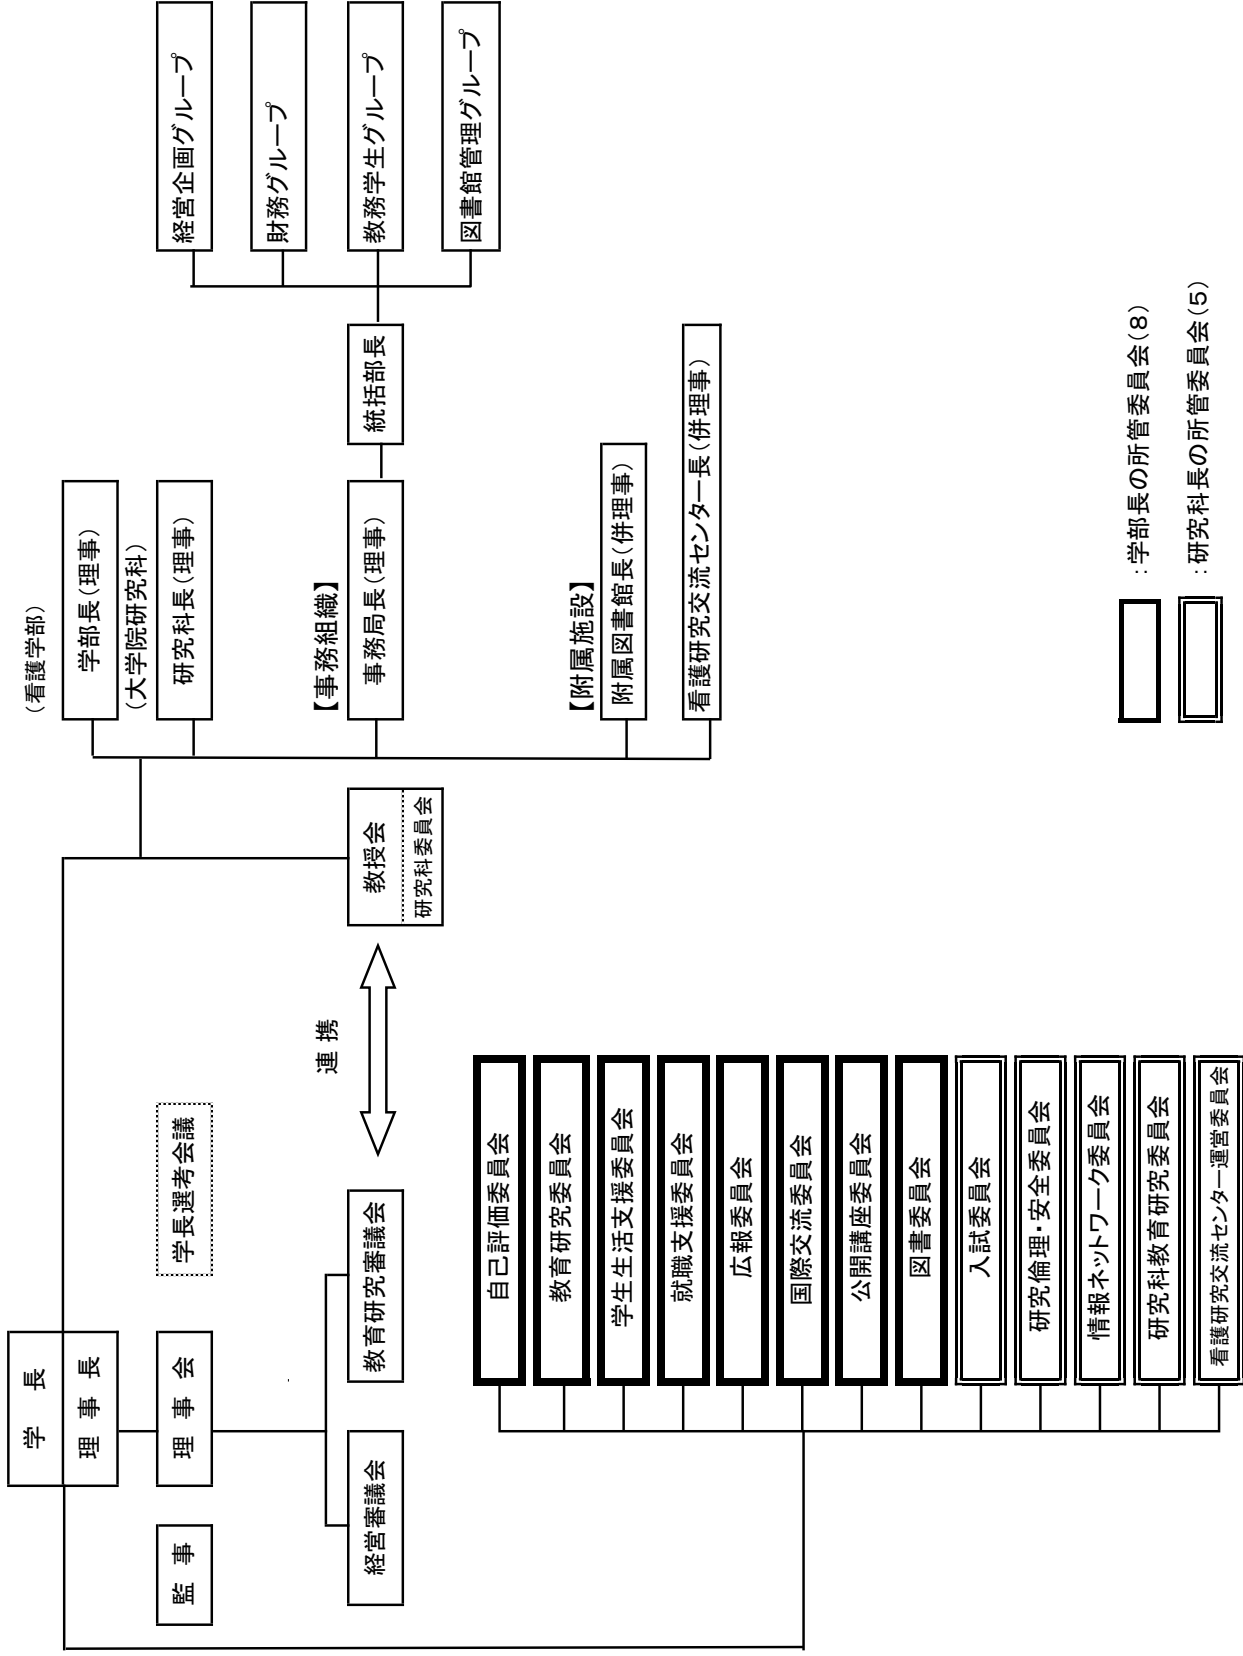 学 長
理 事 長
監 事
理 事 会
学長選考会議
経営審議会
教育研究審議会
連 携
教授会
研究科委員会
（看護学部）
学部長（理事）
（大学院研究科）
研究科長（理事）
【事務組織】
事務局長（理事）
統括部長
経営企画グループ
財務グループ
教務学生グループ
図書館管理グループ
【附属施設】
附属図書館長（併理事）
看護研究交流センター長（併理事）
自己評価委員会
教育研究委員会
学生生活支援委員会
就職支援委員会
広報委員会
国際交流委員会
公開講座委員会
図書委員会
入試委員会
研究倫理・安全委員会
情報ネットワーク委員会
研究科教育研究委員会
看護研究交流センター運営委員会
：学部長の所管委員会（８）
：研究科長の所管委員会（５）